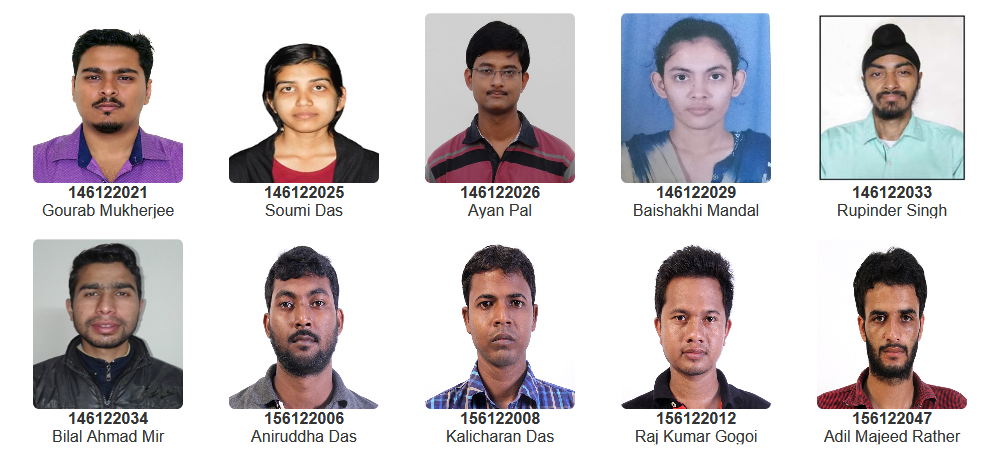 146122021
Gourab Mukherjee
146122025
Soumi Das
146122026
Ayan Pal
146122029
Baishakhi Mandal
146122033
Rupinder Singh
146122034
Bilal Ahmad Mir
156122006
Aniruddha Das
156122008
Kalicharan Das
156122012
Raj Kumar Gogoi
156122047
Adil Majeed Rather